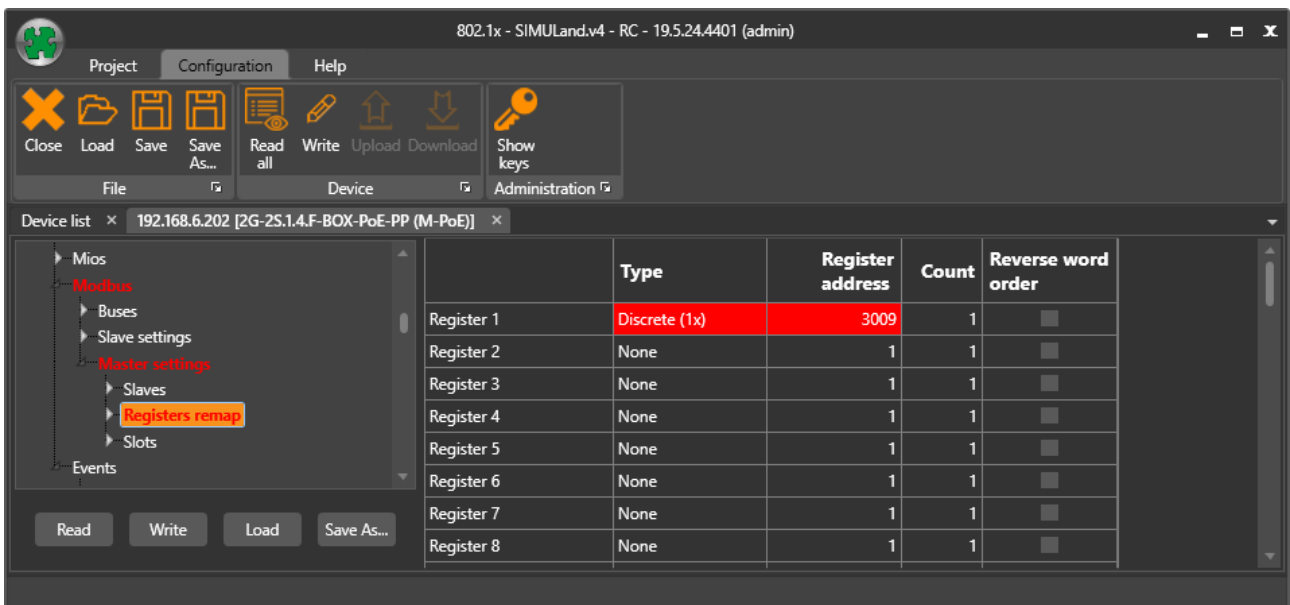 802.1x - SIMULand.v4 - RC - 19.5.24.4401 (admin)
Project Configuration Help
Close Load Save Save As... Read all Write Upload Download Show keys
File Device Administration
Device list × 192.168.6.202 [2G-2S.1.4.F-BOX-PoE-PP (M-PoE)] ×
Mios
Modbus
Buses
Slave settings
Master settings
Slaves
Registers remap
Slots
Events
Read Write Load Save As...
Type Register address Count Reverse word order
Register 1 Discrete (1x) 3009 1
Register 2 None 1 1
Register 3 None 1 1
Register 4 None 1 1
Register 5 None 1 1
Register 6 None 1 1
Register 7 None 1 1
Register 8 None 1 1